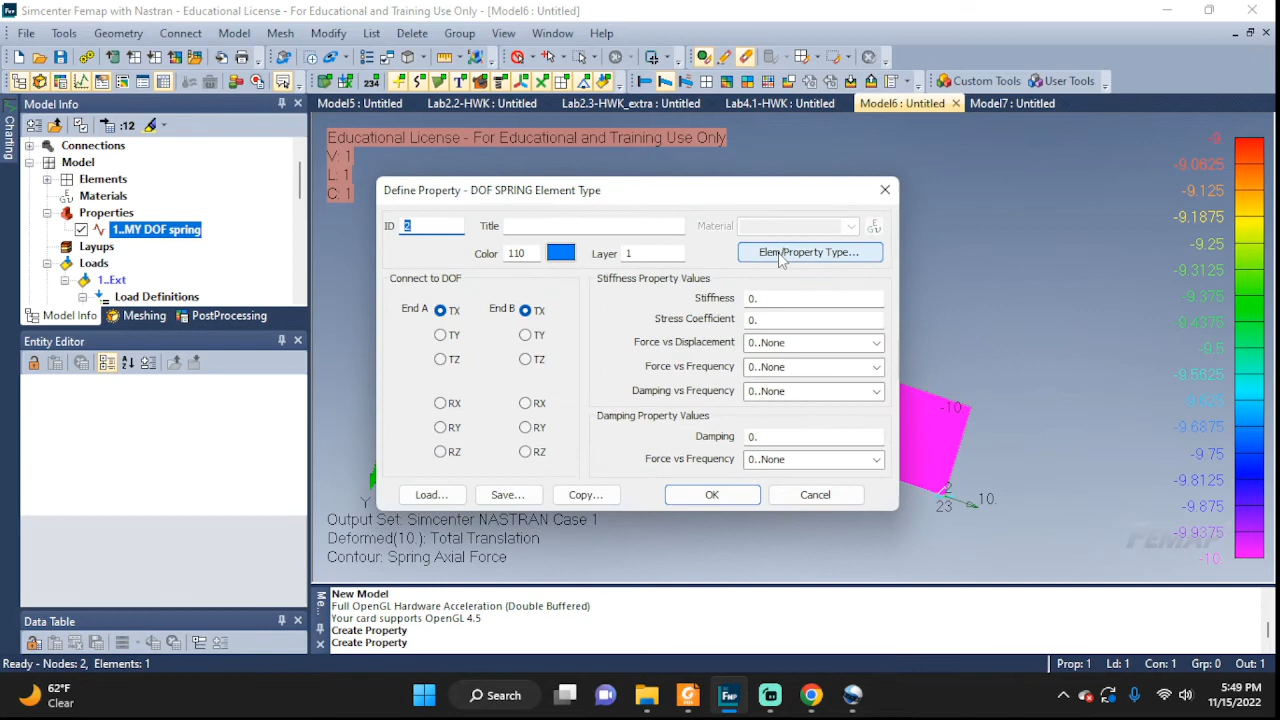 Simcenter Femap with Nastran - Educational License - For Educational and Training Use Only - [Model6 : Untitled]
File Tools Geometry Connect Model Mesh Modify List Delete Group View Window Help
234 Custom Tools User Tools
Charting
Model Info
Model5 : Untitled Lab2.2-HWK : Untitled Lab2.3-HWK_extra : Untitled Lab4.1-HWK : Untitled Model6 : Untitled Model7 : Untitled
:12
Connections
Model
Elements
Materials
Properties
1..MY DOF spring
Layups
Loads
1..Ext
Load Definitions
Model Info Meshing PostProcessing
Entity Editor
Data Table
Educational License - For Educational and Training Use Only
V: 1
L: 1
C: 1
Define Property - DOF SPRING Element Type
ID 2 Title Material
Color 110 Layer 1 Elem/Property Type...
Connect to DOF
End A TX End B TX
TY TY
TZ TZ
RX RX
RY RY
RZ RZ
Stiffness Property Values
Stiffness 0.
Stress Coefficient 0.
Force vs Displacement 0..None
Force vs Frequency 0..None
Damping vs Frequency 0..None
Damping Property Values
Damping 0.
Force vs Frequency 0..None
Load... Save... Copy... OK Cancel
-10
2
23
10.
Y
Output Set: Simcenter NASTRAN Case 1
Deformed(10.): Total Translation
Contour: Spring Axial Force
-9.
-9.0625
-9.125
-9.1875
-9.25
-9.3125
-9.375
-9.4375
-9.5
-9.5625
-9.625
-9.6875
-9.75
-9.8125
-9.875
-9.9375
-10.
FEMAP
Me...
New Model
Full OpenGL Hardware Acceleration (Double Buffered)
Your card supports OpenGL 4.5
Create Property
Create Property
Ready - Nodes: 2, Elements: 1
Prop: 1 Ld: 1 Con: 1 Grp: 0 Out: 1
62°F
Clear
Search
FMP
5:49 PM
11/15/2022